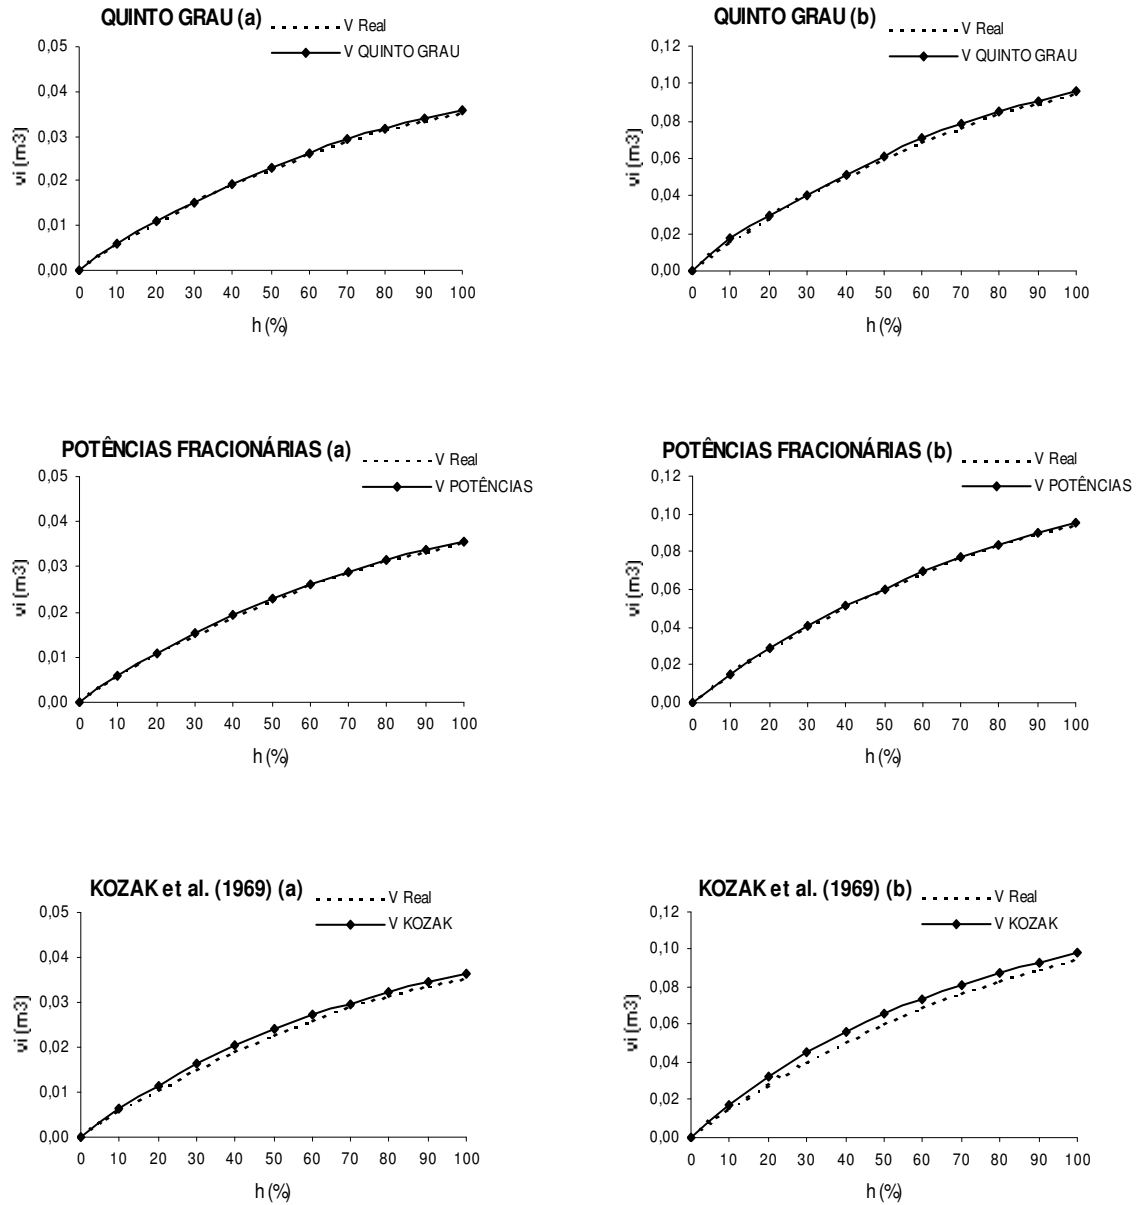 QUINTO GRAU (a)
V Real
V QUINTO GRAU
0,05
0,04
0,03
0,02
0,01
0,00
vi (m3)
0 10 20 30 40 50 60 70 80 90 100
h (%)
QUINTO GRAU (b)
V Real
V QUINTO GRAU
0,12
0,10
0,08
0,06
0,04
0,02
0,00
vi (m3)
0 10 20 30 40 50 60 70 80 90 100
h (%)
POTÊNCIAS FRACIONÁRIAS (a)
V Real
V POTÊNCIAS
0,05
0,04
0,03
0,02
0,01
0,00
vi (m3)
0 10 20 30 40 50 60 70 80 90 100
h (%)
POTÊNCIAS FRACIONÁRIAS (b)
V Real
V POTÊNCIAS
0,12
0,10
0,08
0,06
0,04
0,02
0,00
vi (m3)
0 10 20 30 40 50 60 70 80 90 100
h (%)
KOZAK et al. (1969) (a)
V Real
V KOZAK
0,05
0,04
0,03
0,02
0,01
0,00
vi (m3)
0 10 20 30 40 50 60 70 80 90 100
h (%)
KOZAK et al. (1969) (b)
V Real
V KOZAK
0,12
0,10
0,08
0,06
0,04
0,02
0,00
vi (m3)
0 10 20 30 40 50 60 70 80 90 100
h (%)